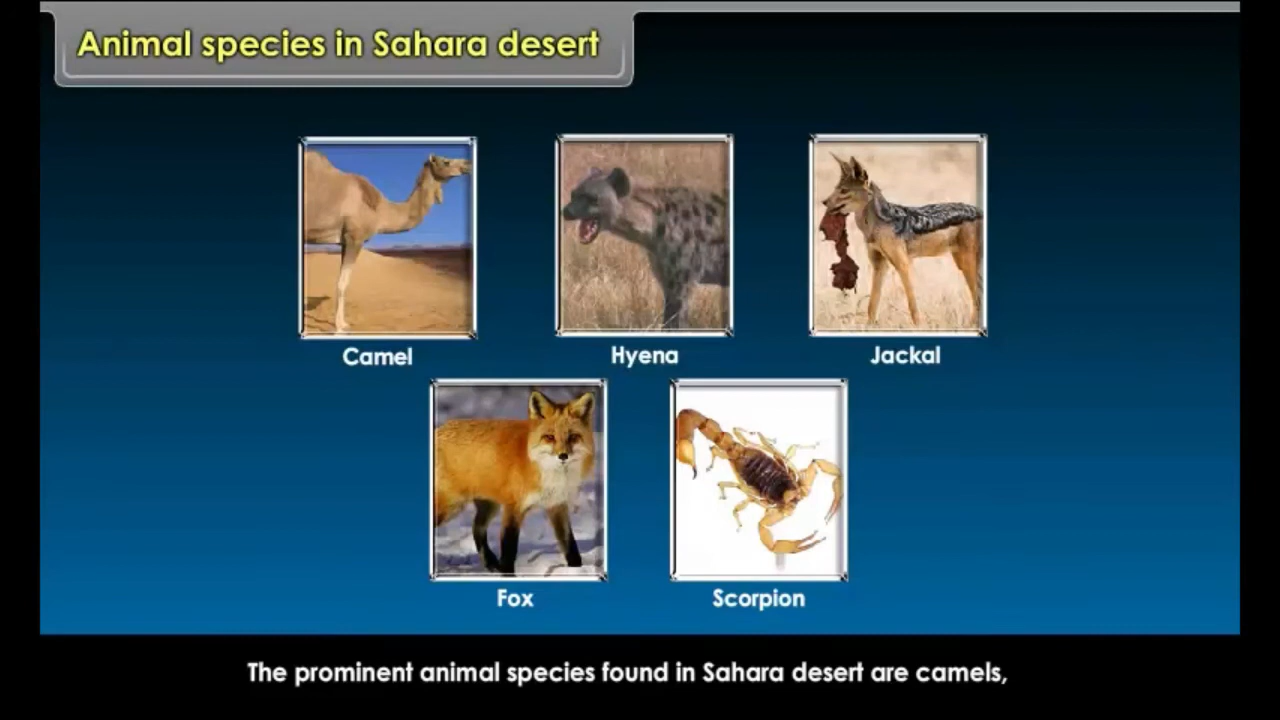 Animal species in Sahara desert
Camel
Hyena
Jackal
Fox
Scorpion
The prominent animal species found in Sahara desert are camels,